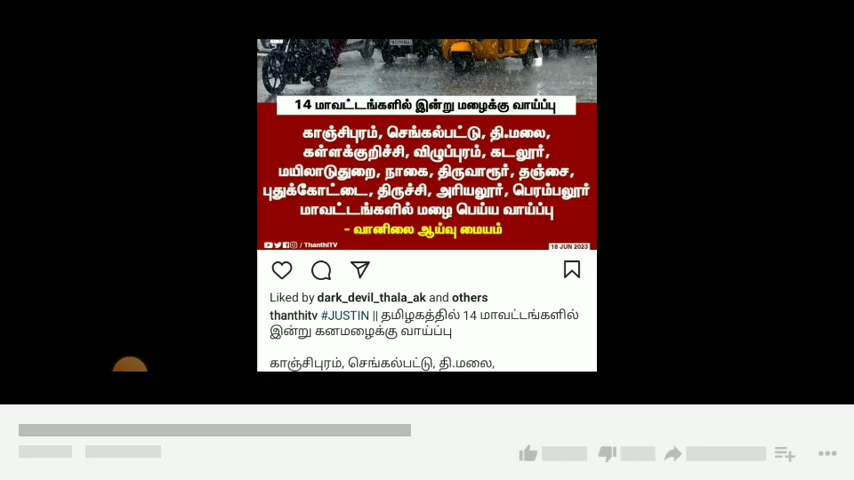 14 மாவட்டங்களில் இன்று மழைக்கு வாய்ப்பு
காஞ்சிபுரம், செங்கல்பட்டு, தி.மலை,
கள்ளக்குறிச்சி, விழுப்புரம், கடலூர்,
மயிலாடுதுறை, நாகை, திருவாரூர், தஞ்சை,
புதுக்கோட்டை, திருச்சி, அரியலூர், பெரம்பலூர்
மாவட்டங்களில் மழை பெய்ய வாய்ப்பு
- வானிலை ஆய்வு மையம்
/ ThanthiTV
18 JUN 2023
Liked by dark_devil_thala_ak and others
thanthitv #JUSTIN || தமிழகத்தில் 14 மாவட்டங்களில்
இன்று கனமழைக்கு வாய்ப்பு
காஞ்சிபுரம், செங்கல்பட்டு, தி.மலை,